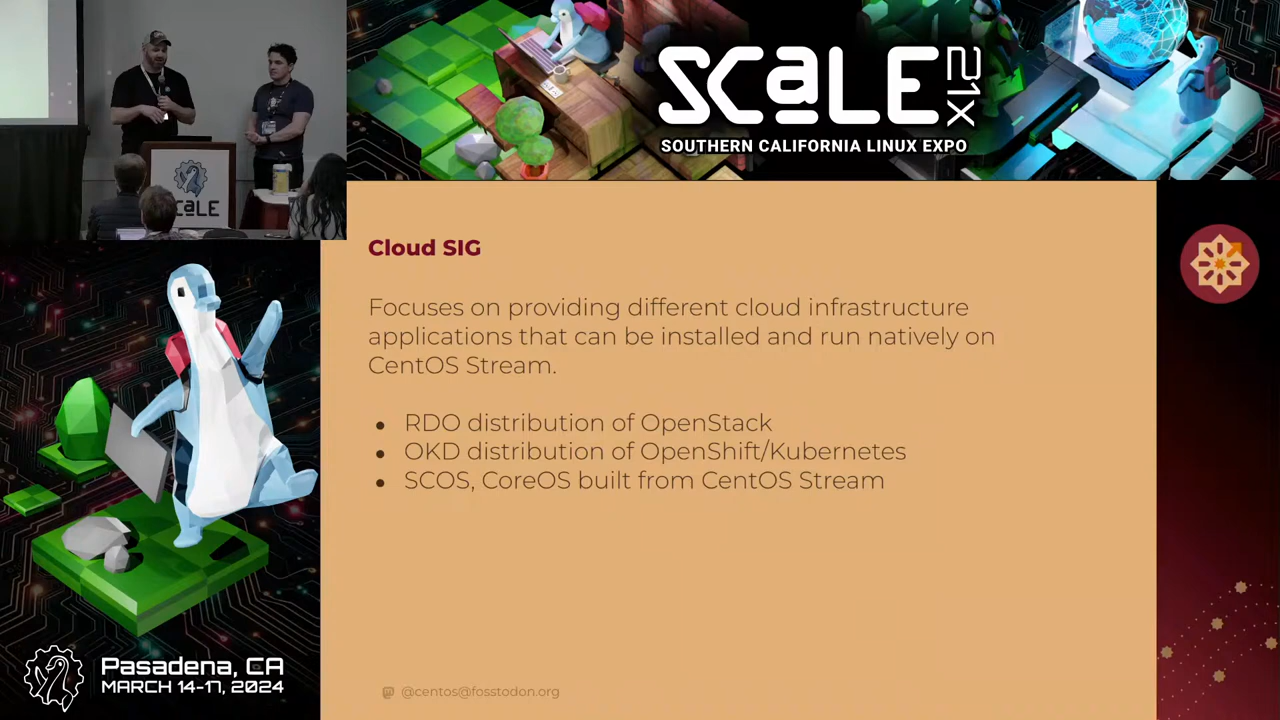 SCALE
21X
SOUTHERN CALIFORNIA LINUX EXPO
SCALE
Cloud SIG
Focuses on providing different cloud infrastructure
applications that can be installed and run natively on
CentOS Stream.
• RDO distribution of OpenStack
• OKD distribution of OpenShift/Kubernetes
• SCOS, CoreOS built from CentOS Stream
@centos@fosstodon.org
Pasadena, CA
MARCH 14-17, 2024